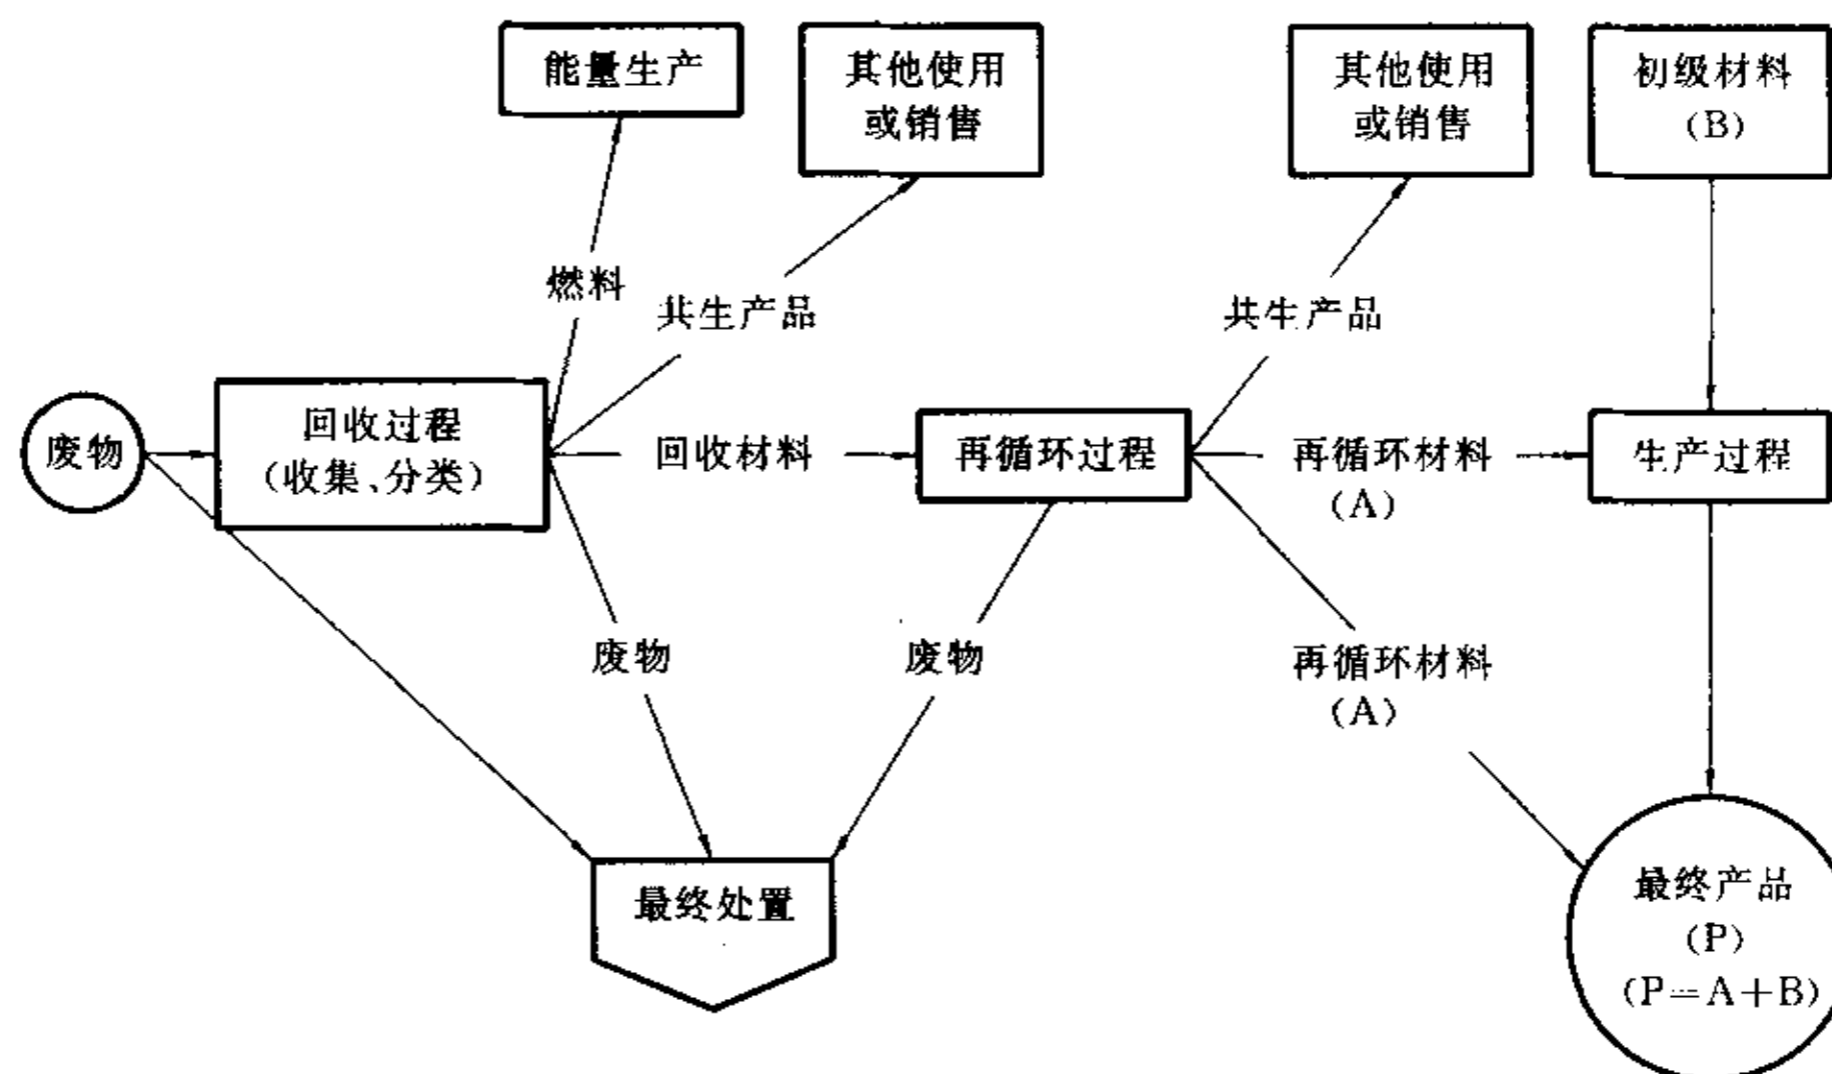 能量生产
其他使用
或销售
其他使用
或销售
初级材料
(B)
燃料
共生产品
共生产品
废物
回收过程
(收集、分类)
回收材料
再循环过程
再循环材料
(A)
生产过程
废物
废物
再循环材料
(A)
最终处置
最终产品
(P)
(P=A+B)